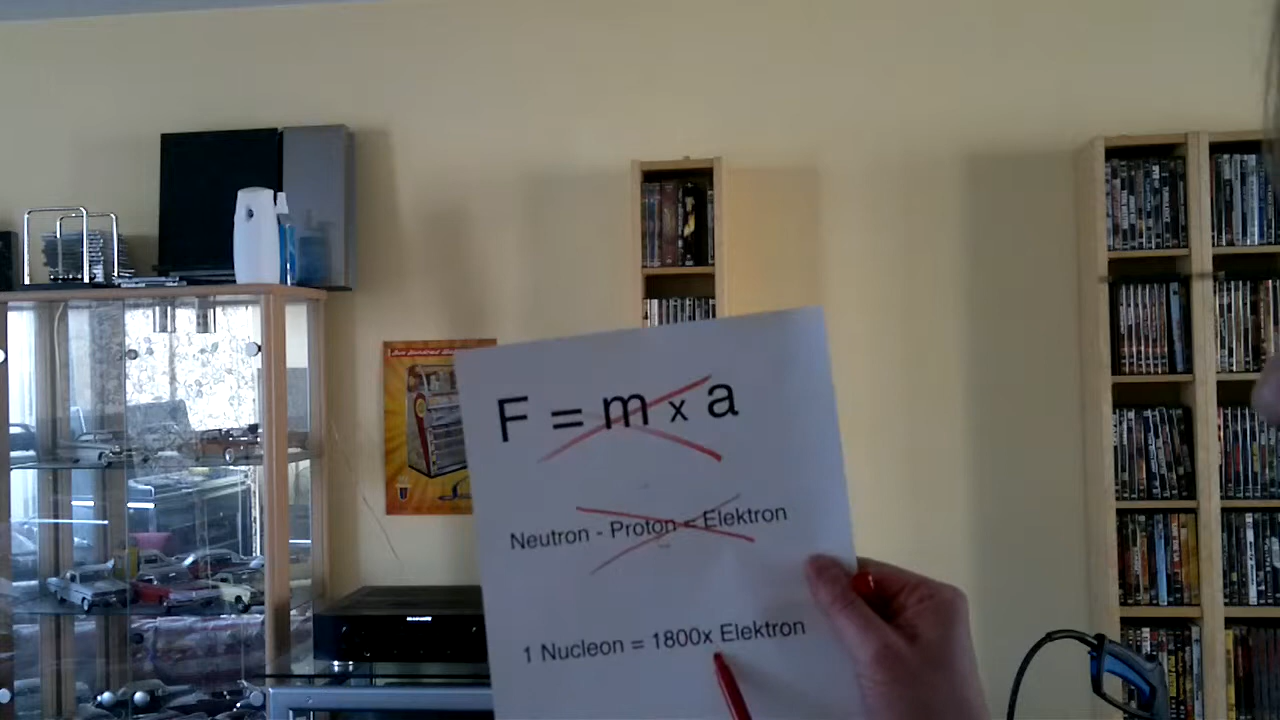 F = m x a
Neutron - Proton = Elektron
1 Nucleon = 1800x Elektron